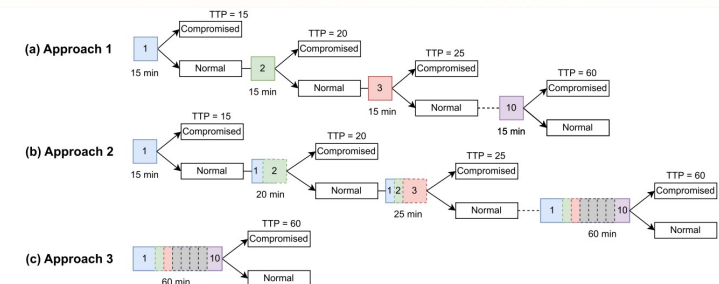 TTP = 15
Compromised
(a) Approach 1
1
15 min
Normal
TTP = 20
Compromised
2
15 min
Normal
TTP = 25
Compromised
3
15 min
Normal
TTP = 60
Compromised
10
15 min
Normal
TTP = 15
Compromised
(b) Approach 2
1
15 min
Normal
TTP = 20
Compromised
1 2
20 min
Normal
TTP = 25
Compromised
1 2 3
25 min
Normal
TTP = 60
Compromised
1 10
60 min
Normal
TTP = 60
Compromised
(c) Approach 3
1 10
60 min
Normal